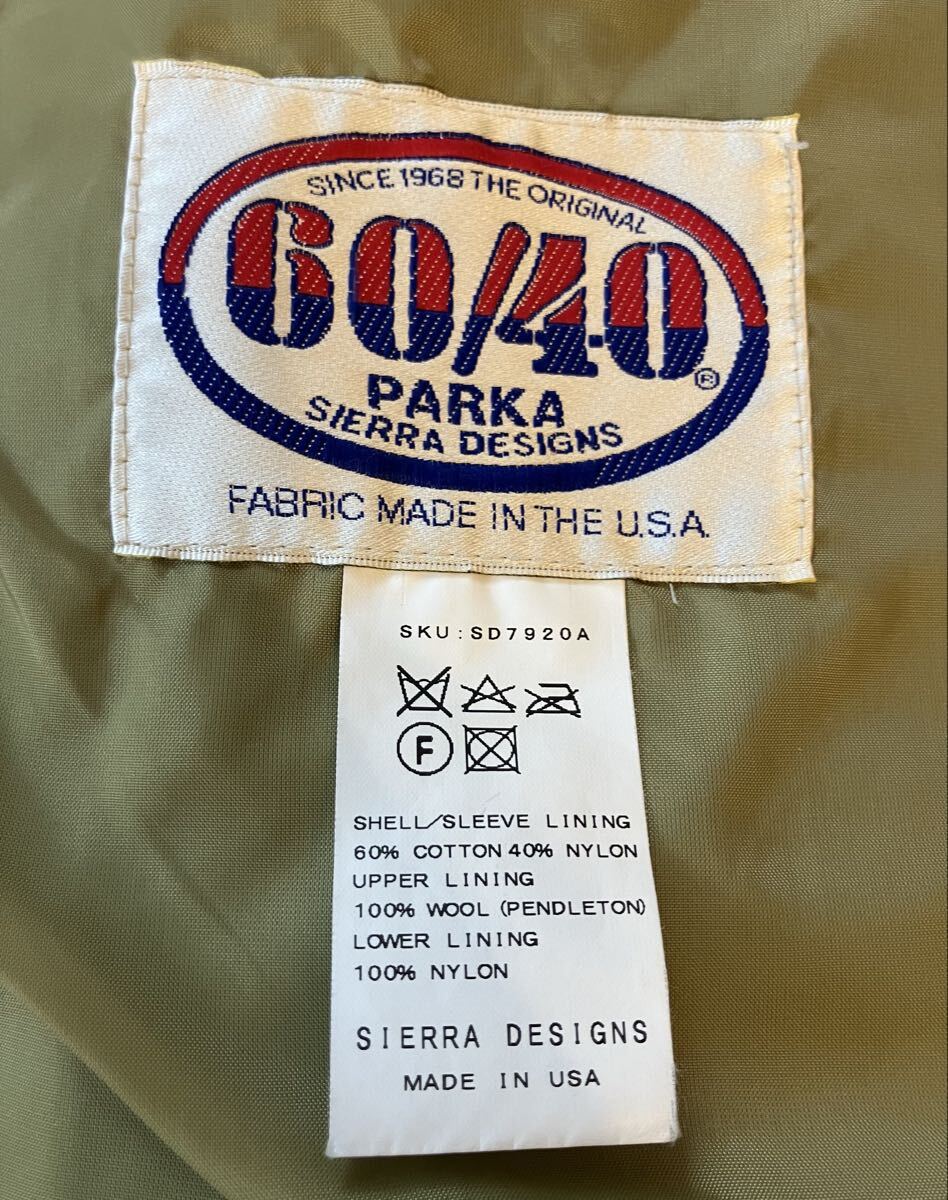 SINCE 1968 THE ORIGINAL
60/40®
PARKA
SIERRA DESIGNS
FABRIC MADE IN THE U.S.A.
SKU:SD7920A
F
SHELL/SLEEVE LINING
60% COTTON 40% NYLON
UPPER LINING
100% WOOL (PENDLETON)
LOWER LINING
100% NYLON
SIERRA DESIGNS
MADE IN USA